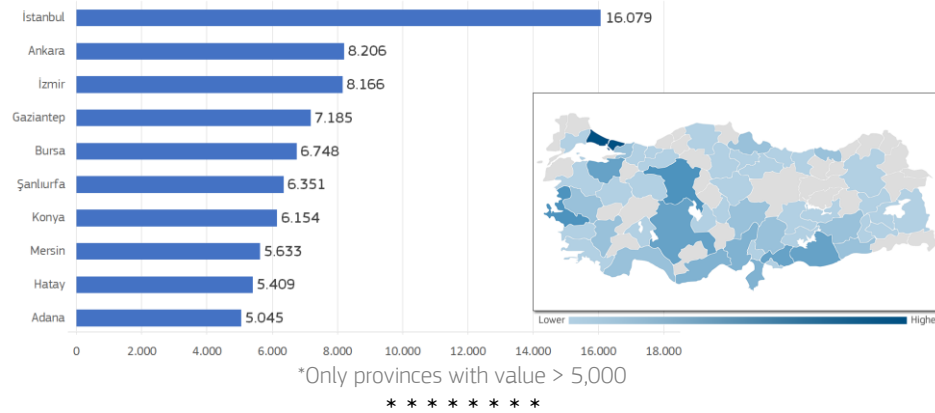 İstanbul 16.079
Ankara 8.206
İzmir 8.166
Gaziantep 7.185
Bursa 6.748
Şanlıurfa 6.351
Konya 6.154
Mersin 5.633
Hatay 5.409
Adana 5.045
Lower Highe
0 2.000 4.000 6.000 8.000 10.000 12.000 14.000 16.000 18.000
*Only provinces with value > 5,000
* * * * * * * *